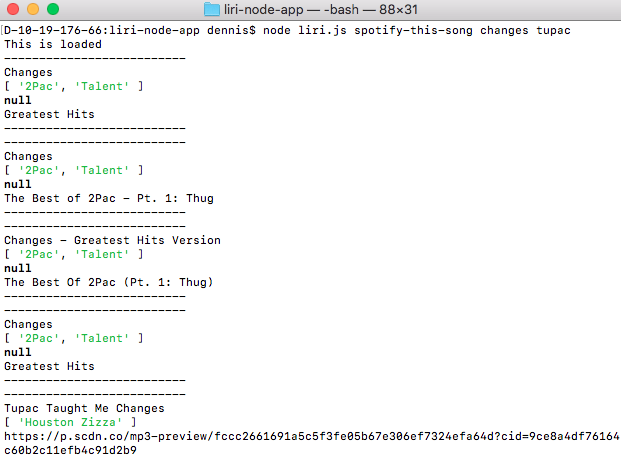 liri-node-app — -bash — 88×31
[D-10-19-176-66:liri-node-app dennis$ node liri.js spotify-this-song changes tupac
This is loaded
--------------------------
Changes
[ '2Pac', 'Talent' ]
null
Greatest Hits
--------------------------
--------------------------
Changes
[ '2Pac', 'Talent' ]
null
The Best of 2Pac - Pt. 1: Thug
--------------------------
--------------------------
Changes - Greatest Hits Version
[ '2Pac', 'Talent' ]
null
The Best Of 2Pac (Pt. 1: Thug)
--------------------------
--------------------------
Changes
[ '2Pac', 'Talent' ]
null
Greatest Hits
--------------------------
--------------------------
Tupac Taught Me Changes
[ 'Houston Zizza' ]
https://p.scdn.co/mp3-preview/fccc2661691a5c5f3fe05b67e306ef7324efa64d?cid=9ce8a4df76164
c60b2c11efb4c91d2b9